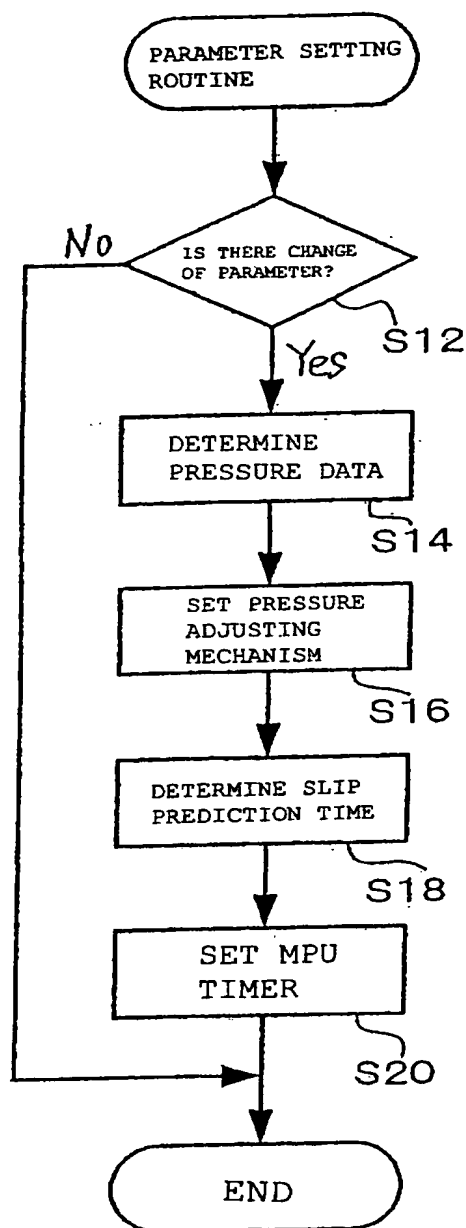 PARAMETER SETTING
ROUTINE
No
IS THERE CHANGE
OF PARAMETER?
S12
Yes
DETERMINE
PRESSURE DATA
S14
SET PRESSURE
ADJUSTING
MECHANISM
S16
DETERMINE SLIP
PREDICTION TIME
S18
SET MPU
TIMER
S20
END